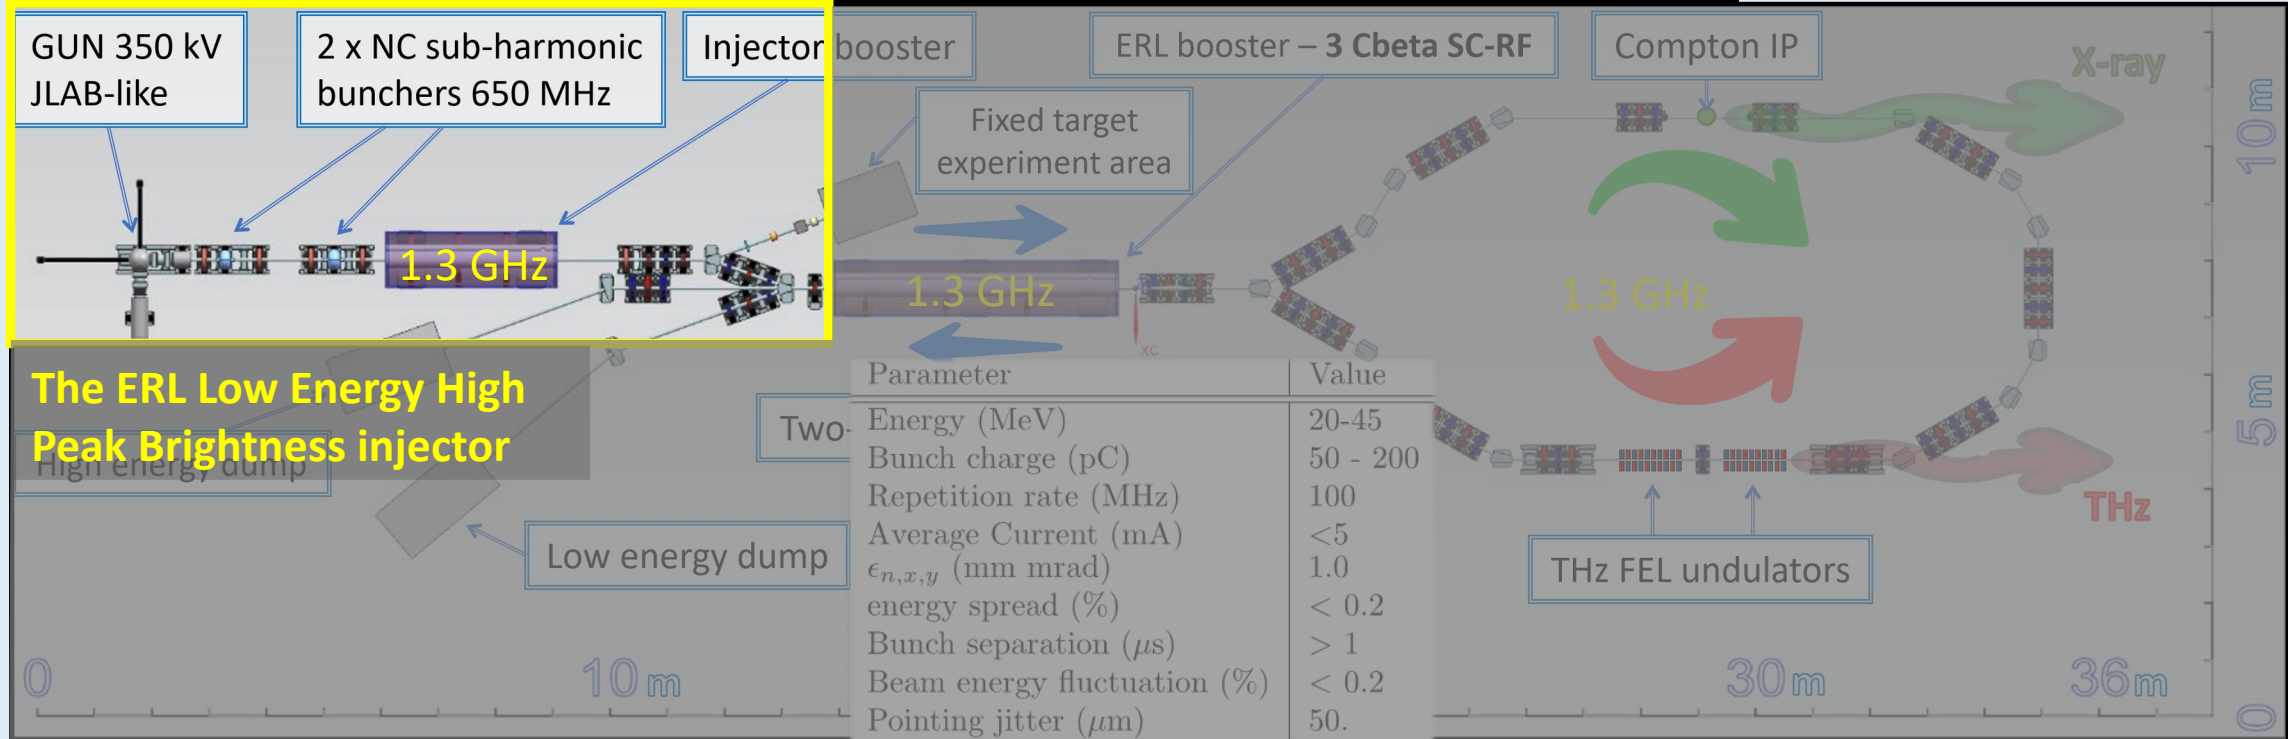 GUN 350 kV
JLAB-like
2 x NC sub-harmonic
bunchers 650 MHz
Injector booster
ERL booster – 3 Cbeta SC-RF
Compton IP
X-ray
Fixed target
experiment area
1.3 GHz
1.3 GHz
1.3 GHz
XC
10 m
5 m
0
The ERL Low Energy High
Peak Brightness injector
High energy dump
Two-
Low energy dump
THz
THz FEL undulators
Parameter Value
Energy (MeV) 20-45
Bunch charge (pC) 50 - 200
Repetition rate (MHz) 100
Average Current (mA) <5
ϵn,x,y (mm mrad) 1.0
energy spread (%) < 0.2
Bunch separation (μs) > 1
Beam energy fluctuation (%) < 0.2
Pointing jitter (μm) 50.
0
10 m
30 m
36 m